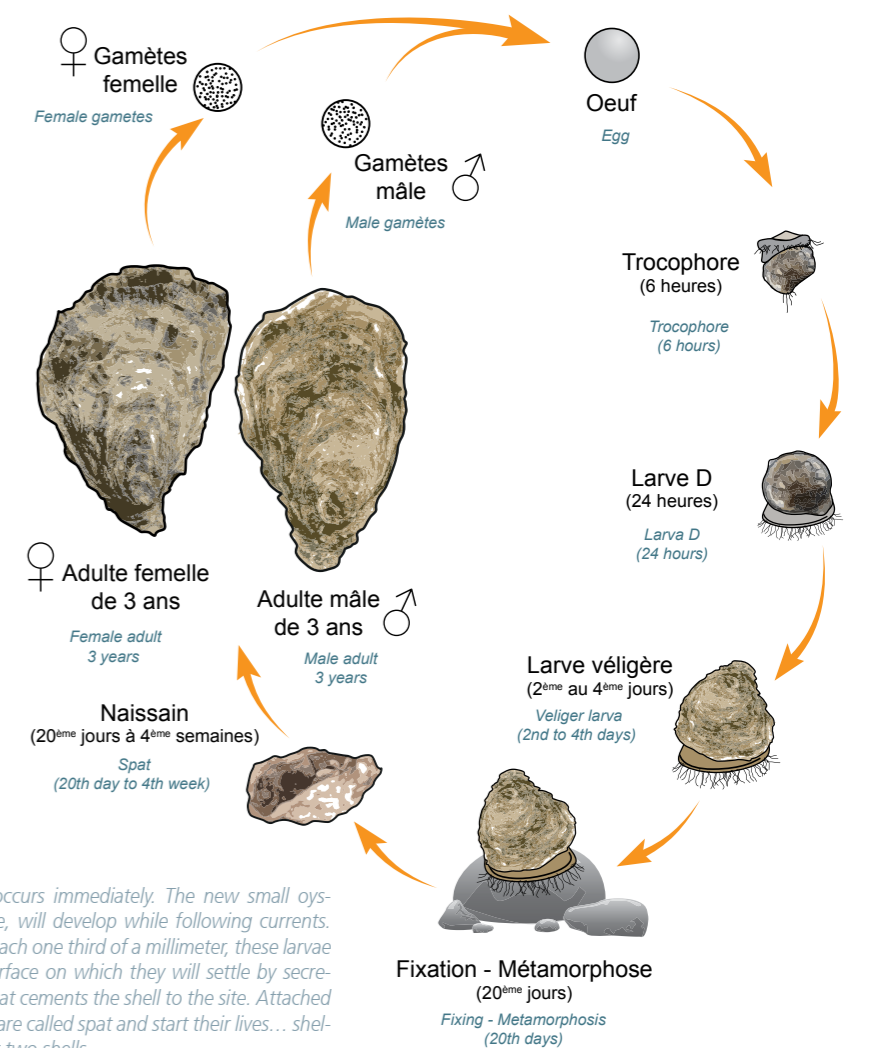 ♀ Gamètes
femelle
Female gametes
Gamètes ♂
mâle
Male gamètes
Oeuf
Egg
Trocophore
(6 heures)
Trocophore
(6 hours)
Larve D
(24 heures)
Larva D
(24 hours)
Larve véligère
(2ème au 4ème jours)
Veliger larva
(2nd to 4th days)
Fixation - Métamorphose
(20ème jours)
Fixing - Metamorphosis
(20th days)
Naissain
(20ème jours à 4ème semaines)
Spat
(20th day to 4th week)
♀ Adulte femelle
de 3 ans
Female adult
3 years
Adulte mâle ♂
de 3 ans
Male adult
3 years
occurs immediately. The new small oys-
e, will develop while following currents.
ach one third of a millimeter, these larvae
rface on which they will settle by secre-
at cements the shell to the site. Attached
are called spat and start their lives… shel-
two shells